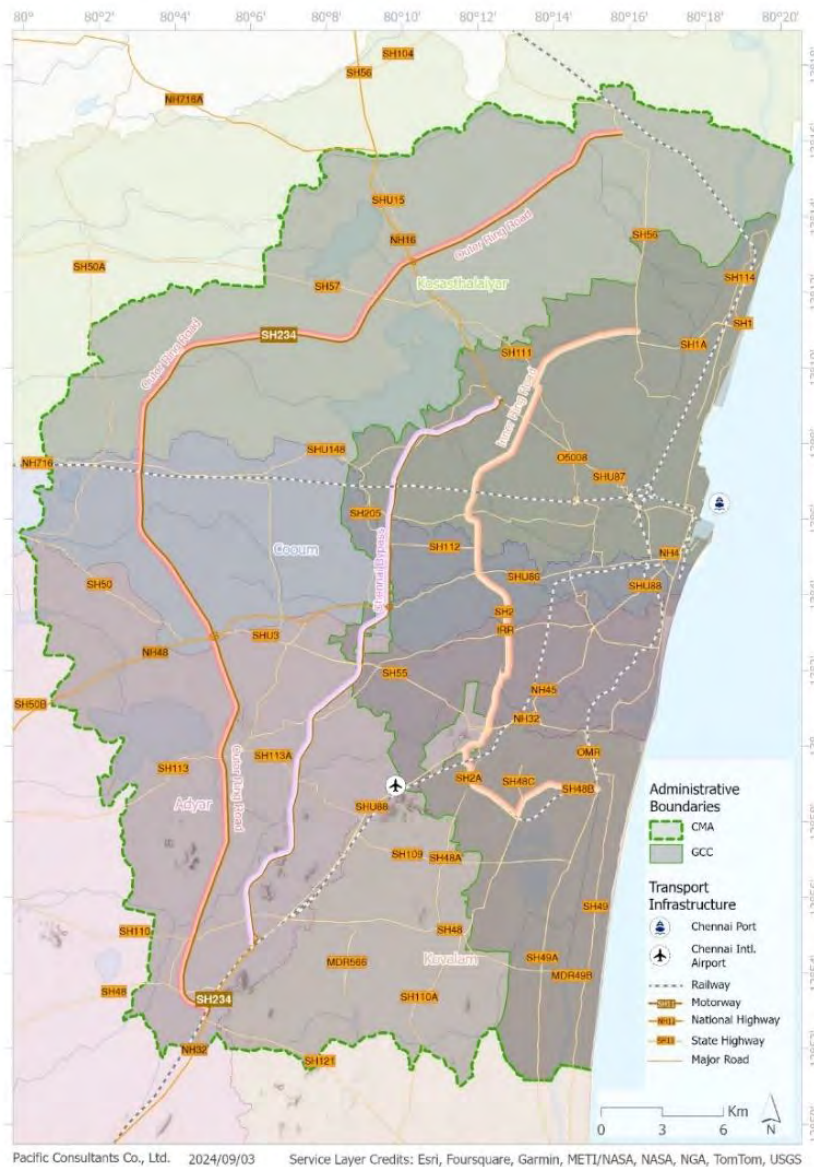 80° 80°2' 80°4' 80°6' 80°8' 80°10' 80°12' 80°14' 80°16' 80°18' 80°20'
SH104
SH56
NH716A
SHU15
NH16
Outer Ring Road
SH56
SH50A
SH57
Kosasthalaiyar
SH114
SH1
Outer Ring Road
SH234
SH111
SH1A
Inner Ring Road
NH716
SHU148
O5008
SHU87
SH205
Cooum
Chennai Bypass
SH112
NH4
SH50
SHU86
SHU88
SH2
IRR
SHU3
NH48
SH55
SH50B
NH45
NH32
OMR
SH113
SH113A
Outer Ring Road
Adyar
SH2A
SH48C
SH48B
SHU88
SH109
SH48A
SH49
SH110
SH48
Kovalam
MDR566
SH49A
MDR49B
SH48
SH234
SH110A
NH32
SH121
Administrative
Boundaries
CMA
GCC
Transport
Infrastructure
Chennai Port
Chennai Intl.
Airport
Railway
SH11 Motorway
NH11 National Highway
SH11 State Highway
Major Road
0 3 6 Km
N
Pacific Consultants Co., Ltd. 2024/09/03 Service Layer Credits: Esri, Foursquare, Garmin, METI/NASA, NASA, NGA, TomTom, USGS